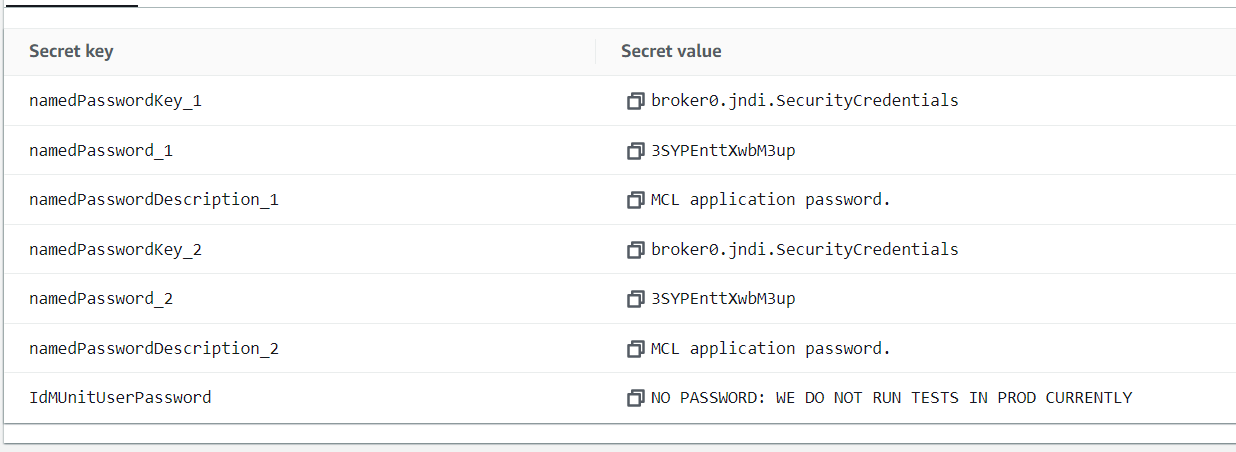 Secret key Secret value
namedPasswordKey_1 broker0.jndi.SecurityCredentials
namedPassword_1 3SYPEnttXwbM3up
namedPasswordDescription_1 MCL application password.
namedPasswordKey_2 broker0.jndi.SecurityCredentials
namedPassword_2 3SYPEnttXwbM3up
namedPasswordDescription_2 MCL application password.
IdMUnitUserPassword NO PASSWORD: WE DO NOT RUN TESTS IN PROD CURRENTLY